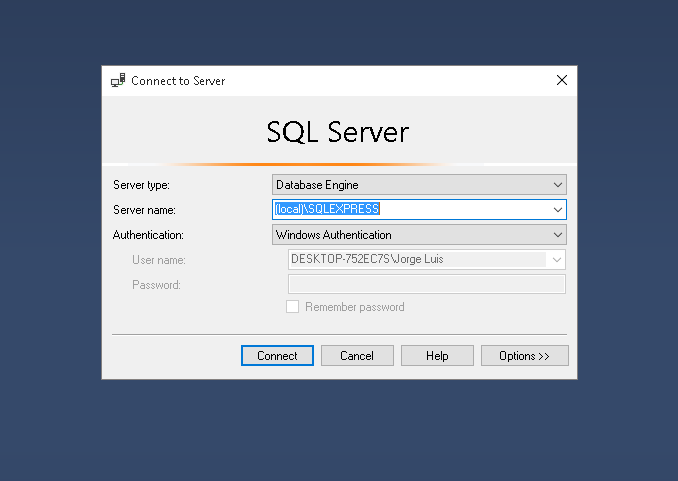 Connect to Server
SQL Server
Server type: Database Engine
Server name: (local)\SQLEXPRESS
Authentication: Windows Authentication
User name: DESKTOP-752EC7S\Jorge Luis
Password:
Remember password
Connect Cancel Help Options >>